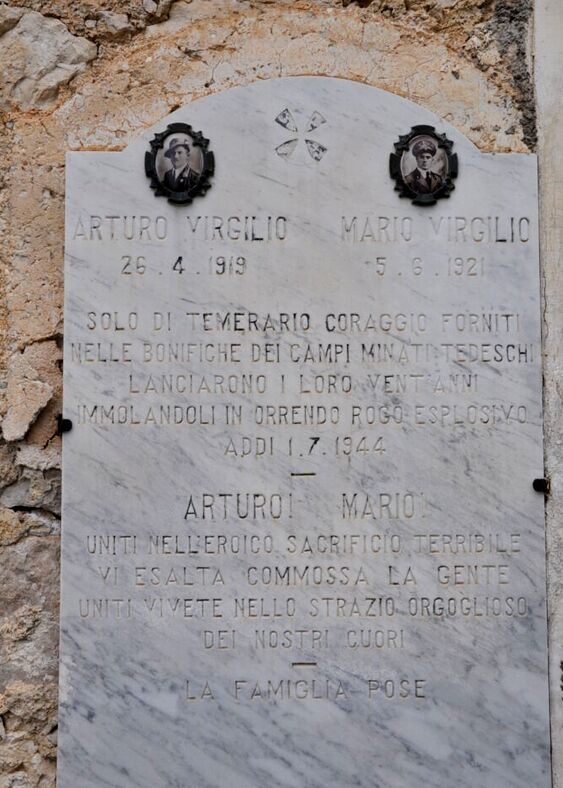 ARTURO VIRGILIO MARIO VIRGILIO
26.4.1919 5.6.1921
SOLO DI TEMERARIO CORAGGIO FORNITI
NELLE BONIFICHE DEI CAMPI MINATI TEDESCHI
LANCIARONO I LORO VENT'ANNI
IMMOLANDOLI IN ORRENDO ROGO ESPLOSIVO
ADDI 1.7.1944
ARTURO! MARIO!
UNITI NELL'EROICO SACRIFICIO TERRIBILE
VI ESALTA COMMOSSA LA GENTE
UNITI VIVETE NELLO STRAZIO ORGOGLIOSO
DEI NOSTRI CUORI
LA FAMIGLIA POSE